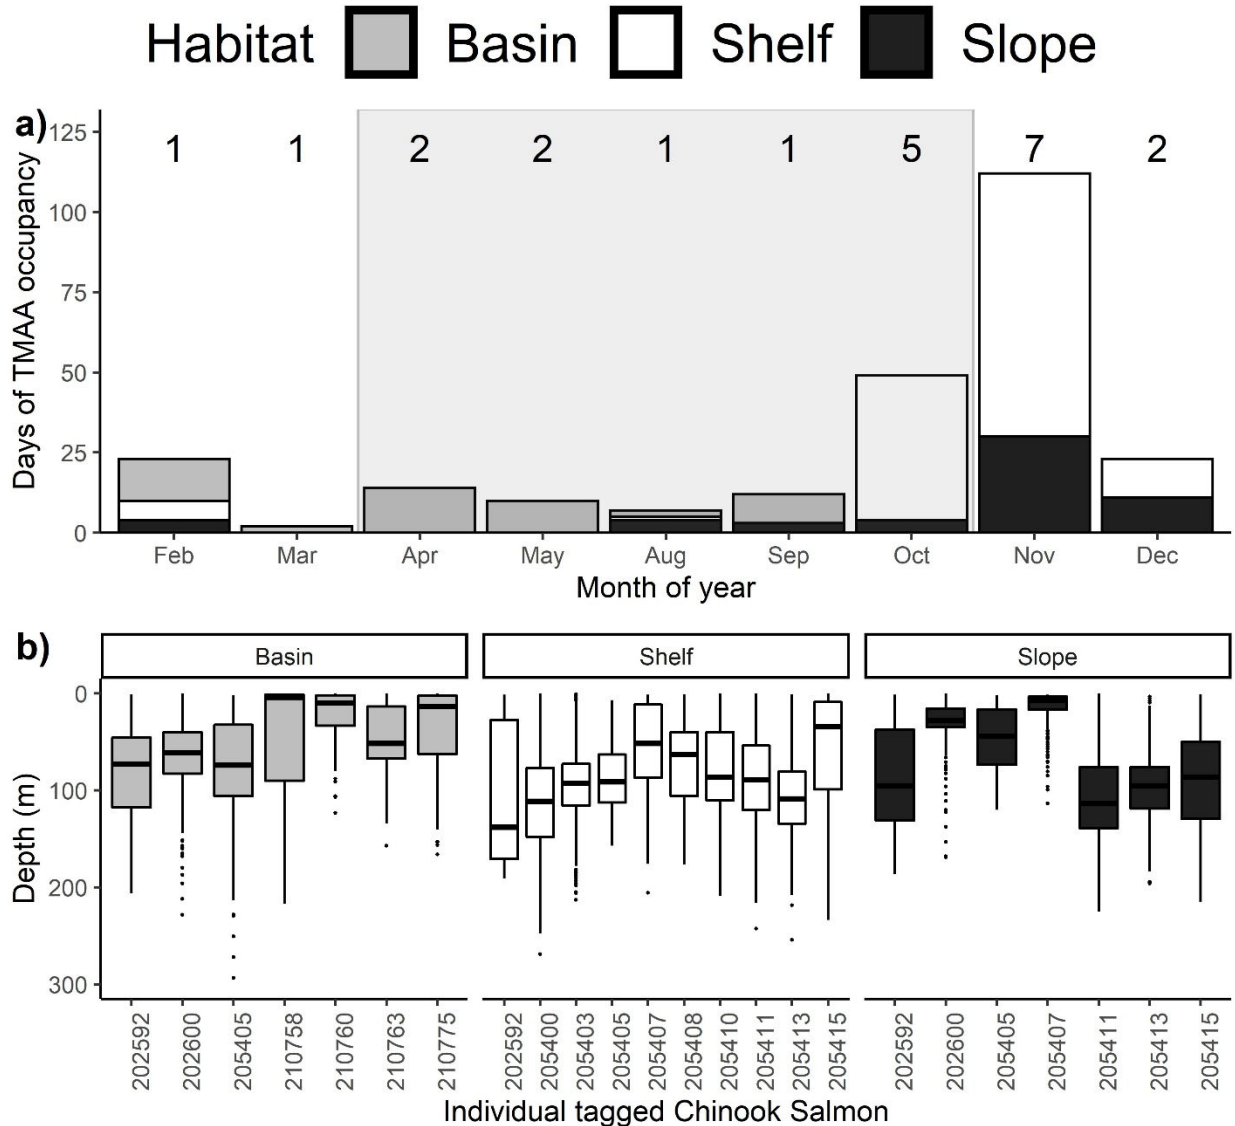 Habitat Basin Shelf Slope
a)
Days of TMAA occupancy
125
100
75
50
25
0
1 1 2 2 1 1 5 7 2
Feb Mar Apr May Aug Sep Oct Nov Dec
Month of year
b)
Basin Shelf Slope
Depth (m)
0
100
200
300
202592 202600 205405 210758 210760 210763 210775 202592 205400 205403 205405 205407 205408 205410 205411 205413 205415 202592 202600 205405 205407 205411 205413 205415
Individual tagged Chinook Salmon